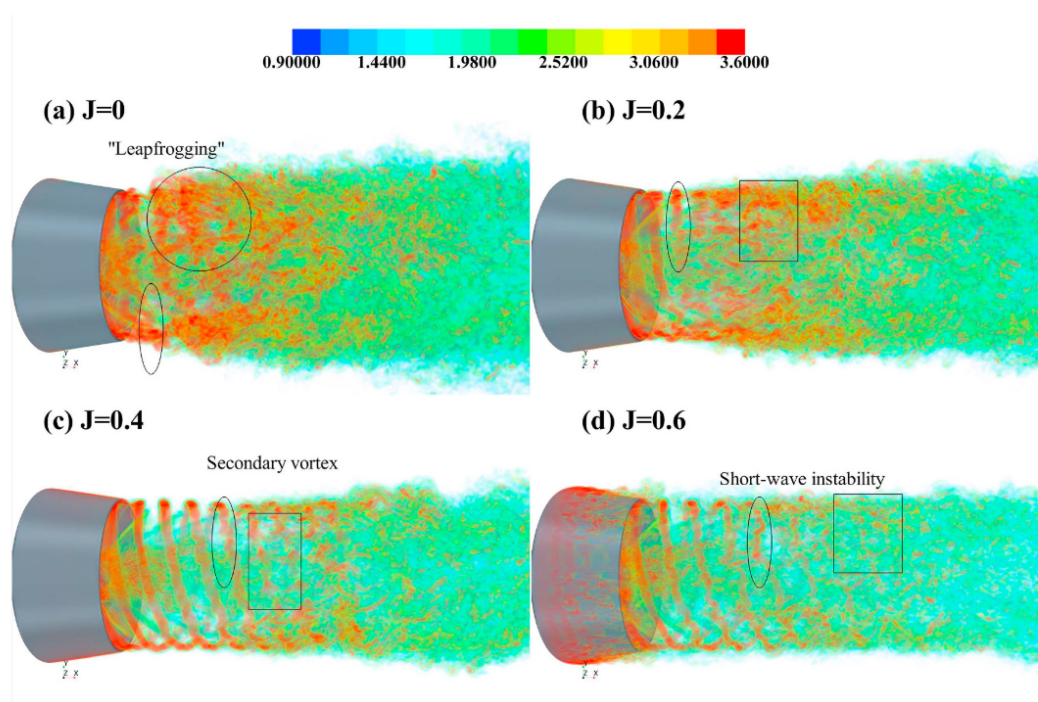 0.90000 1.4400 1.9800 2.5200 3.0600 3.6000
(a) J=0
(b) J=0.2
"Leapfrogging"
y
z x
y
z x
(c) J=0.4
(d) J=0.6
Secondary vortex
Short-wave instability
y
z x
y
z x